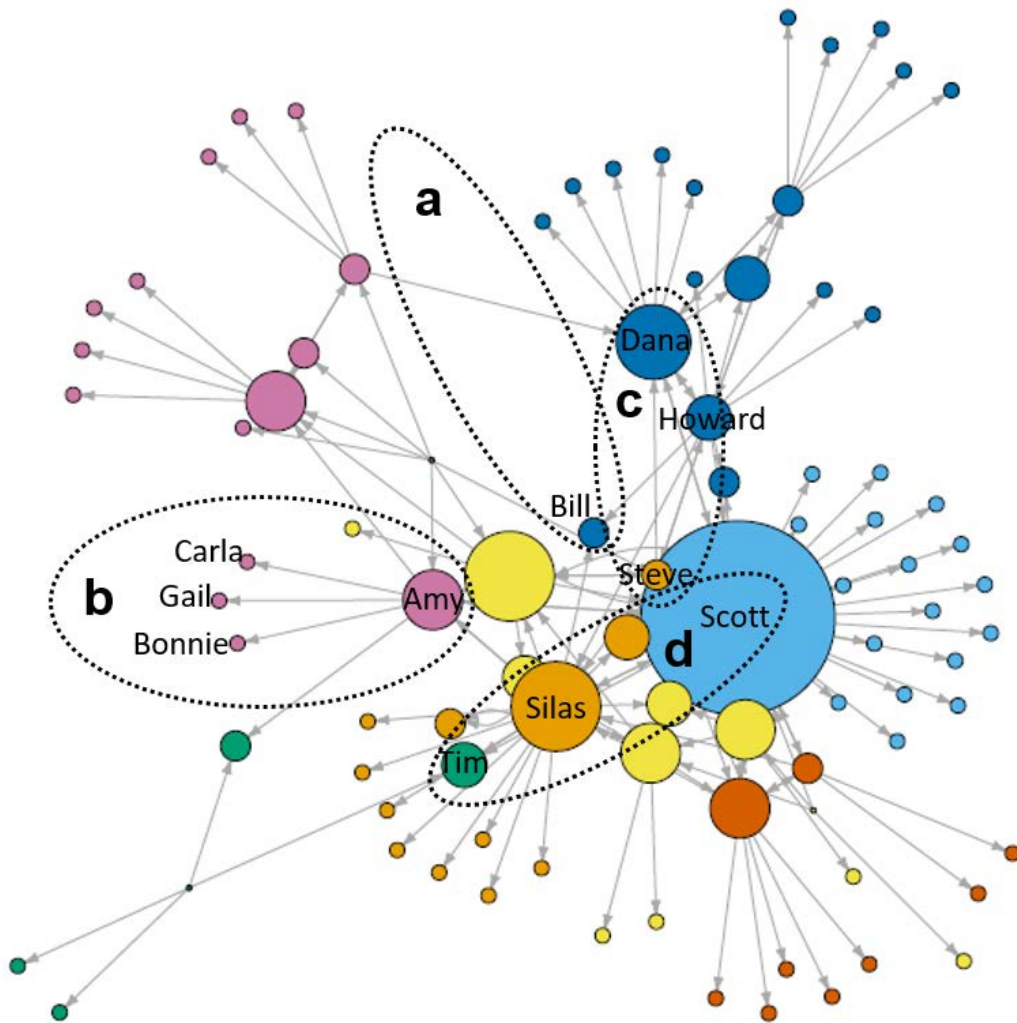 a
Dana
c
Howard
Bill
Carla
Steve
b
Gail
Amy
Scott
Bonnie
d
Silas
Tim